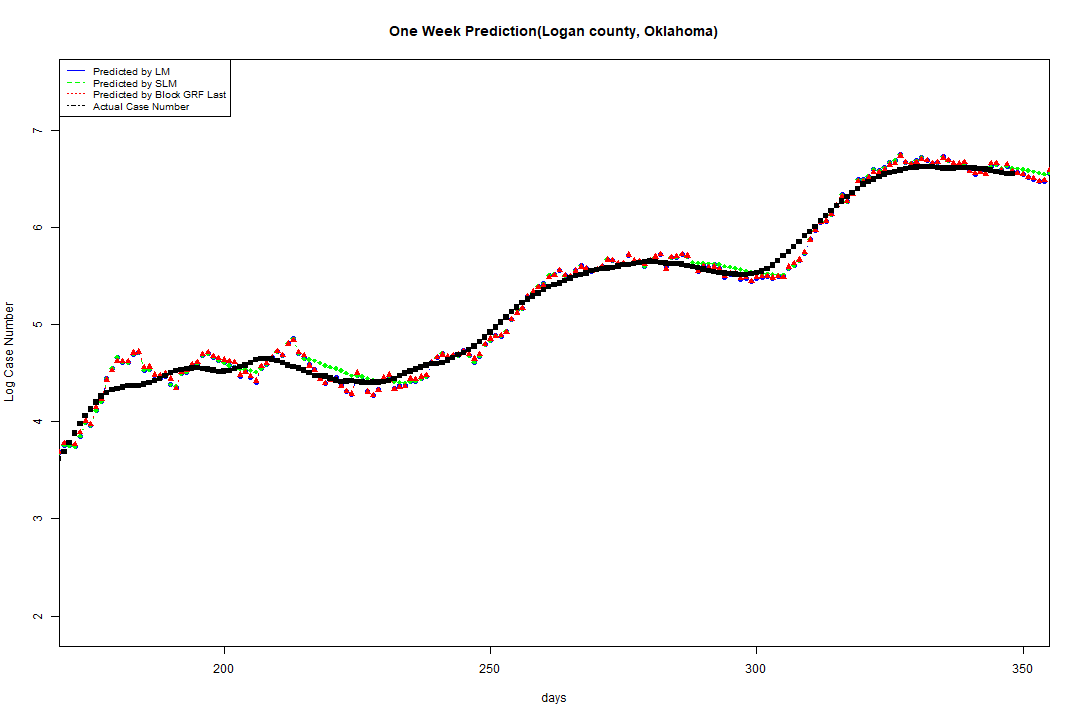 One Week Prediction(Logan county, Oklahoma)
Predicted by LM
Predicted by SLM
Predicted by Block GRF Last
Actual Case Number
7
6
5
4
3
2
Log Case Number
200
250
300
350
days